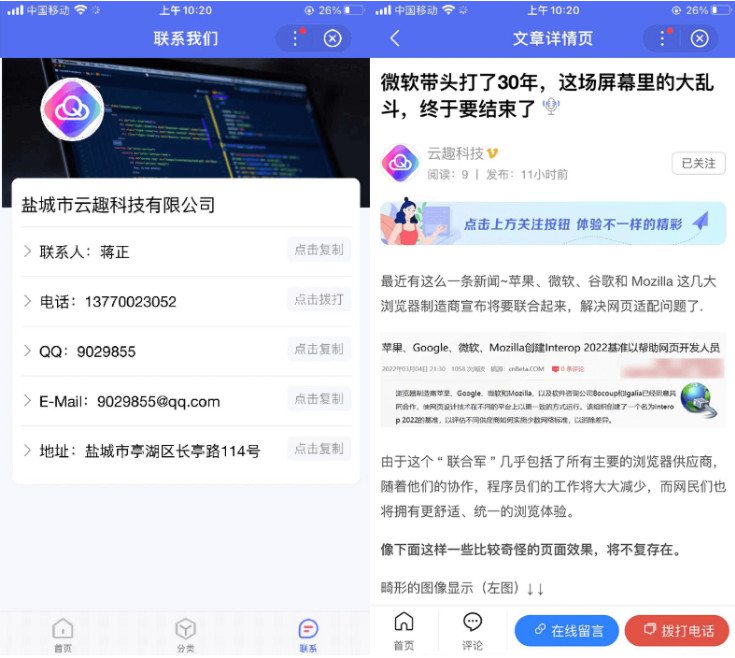 中国移动 上午 10:20 26%
联系我们
盐城市云趣科技有限公司
联系人：蒋正 点击复制
电话：13770023052 点击拨打
QQ：9029855 点击复制
E-Mail：9029855@qq.com 点击复制
地址：盐城市亭湖区长亭路114号 点击复制
首页 分类 联系
中国移动 上午 10:20 26%
文章详情页
微软带头打了30年，这场屏幕里的大乱
斗，终于要结束了
云趣科技
阅读：9 | 发布：11小时前
已关注
点击上方关注按钮 体验不一样的精彩
最近有这么一条新闻~苹果、微软、谷歌和 Mozilla 这几大
浏览器制造商宣布将要联合起来，解决网页适配问题了.
苹果、Google、微软、Mozilla创建Interop 2022基准以帮助网页开发人员
2022年03月04日 21:30 1058 次阅读 稿源：cnBeta.COM 0 条评论
浏览器制造商苹果、Google、微软和Mozilla，以及软件咨询公司Bocoup和Igalia已经同意共
同合作，使网页设计技术在不同的平台上以更一致的方式运行。该组织创建了一个名为Intero
p 2022的基准，以评估不同供应商如何实施少数网络标准，以消除差异。
由于这个“联合军”几乎包括了所有主要的浏览器供应商，
随着他们的协作，程序员们的工作将大大减少，而网民们也
将拥有更舒适、统一的浏览体验。
像下面这样一些比较奇怪的页面效果，将不复存在。
畸形的图像显示（左图）↓↓
首页 评论 在线留言 拨打电话